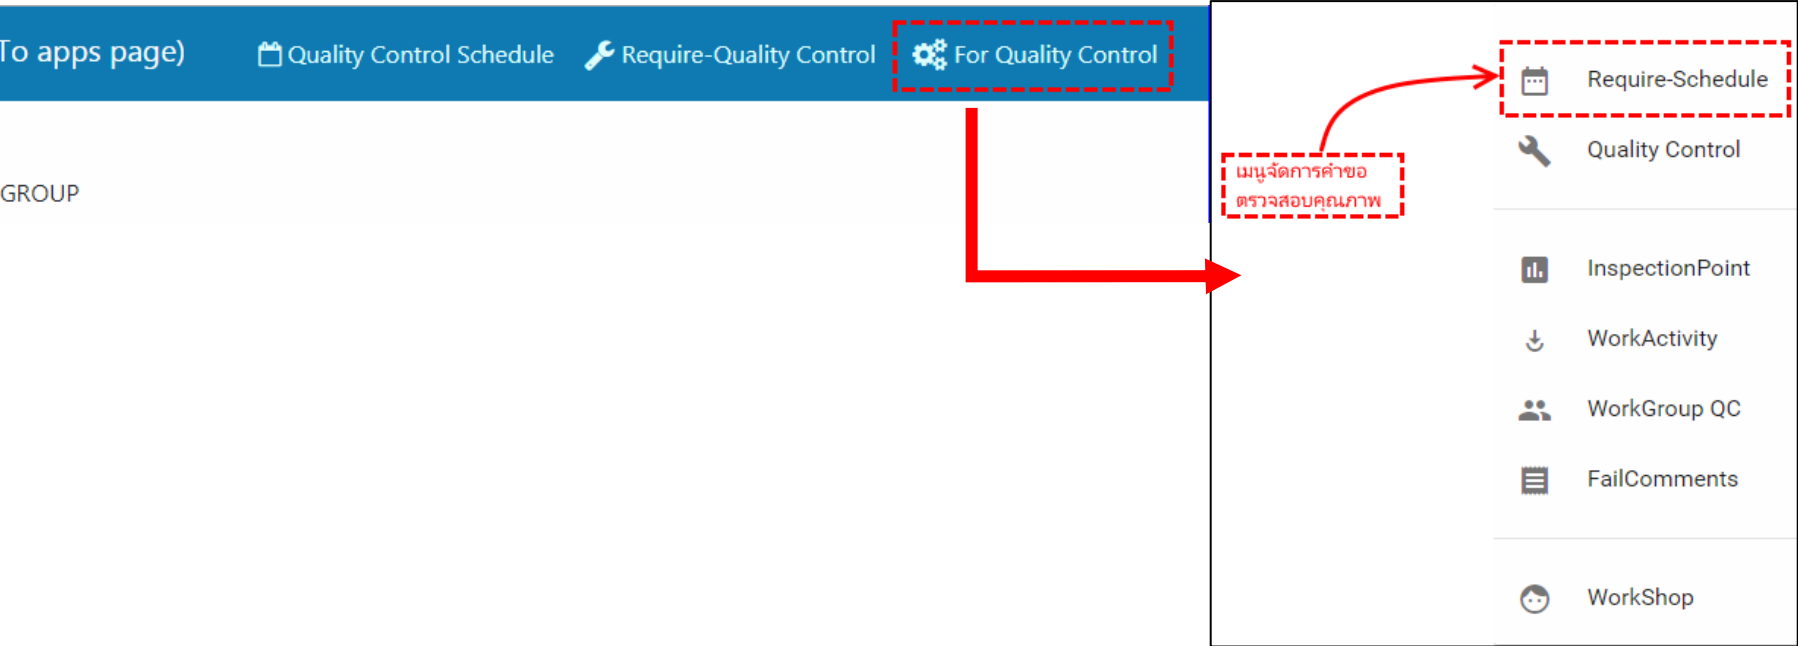 To apps page)
Quality Control Schedule
Require-Quality Control
For Quality Control
GROUP
เมนูจัดการคำขอ
ตรวจสอบคุณภาพ
Require-Schedule
Quality Control
InspectionPoint
WorkActivity
WorkGroup QC
FailComments
WorkShop